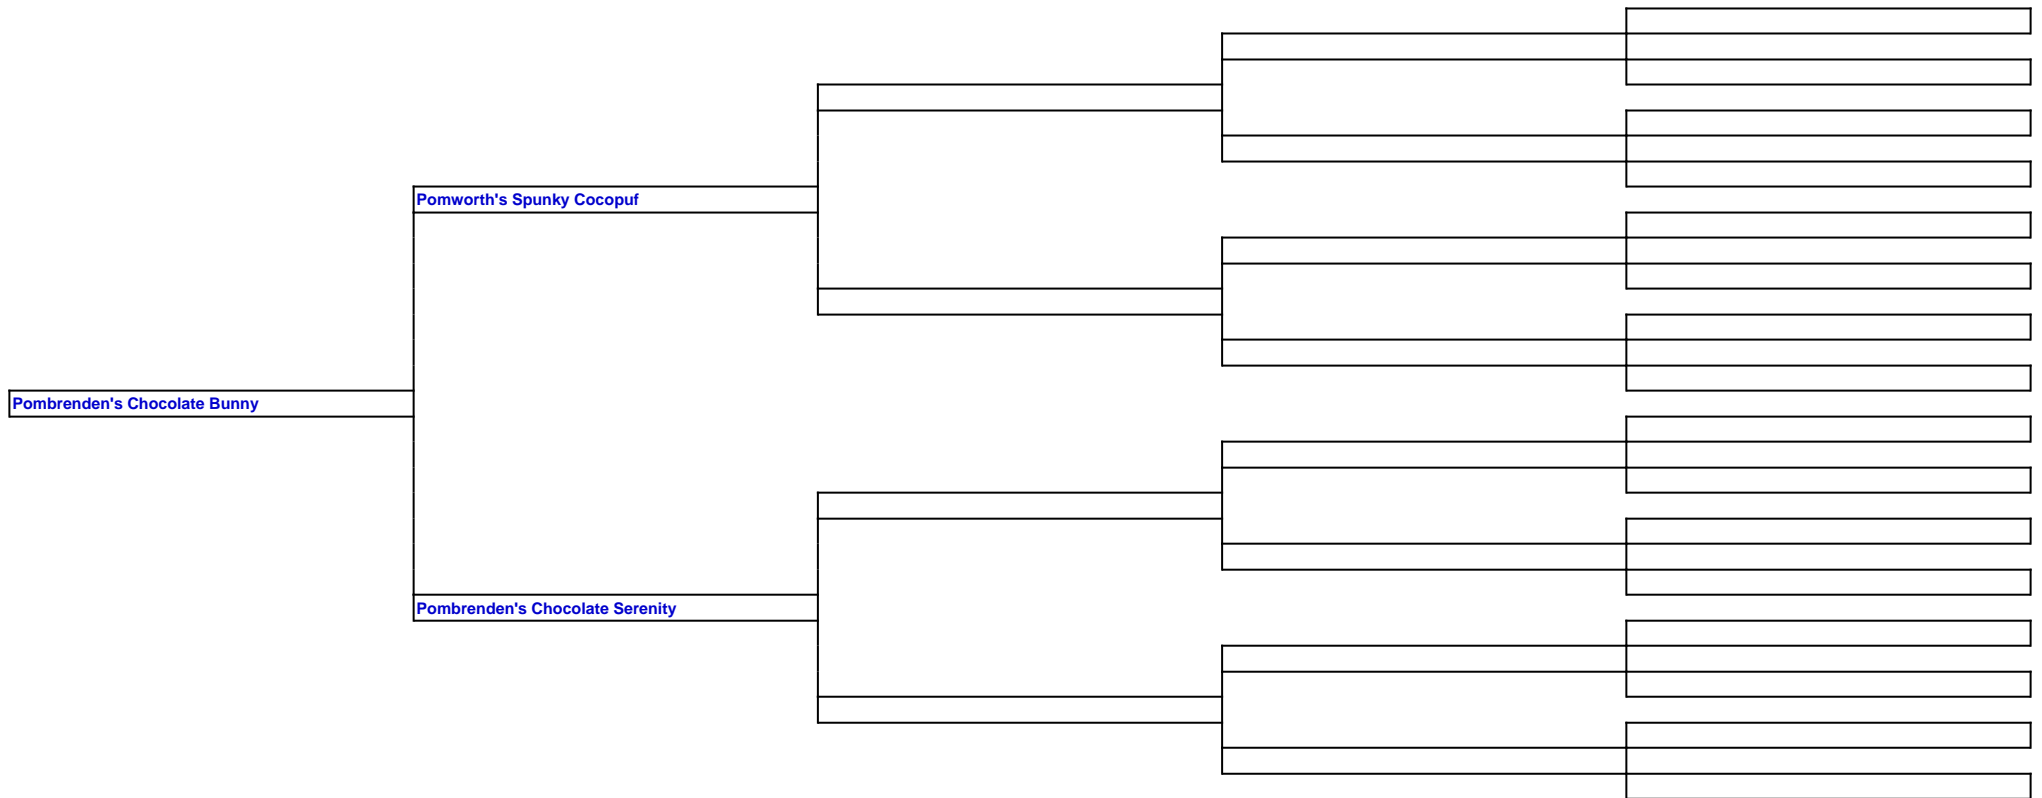 Pomworth's Spunky Cocopuf
Pombrenden's Chocolate Bunny
Pombrenden's Chocolate Serenity